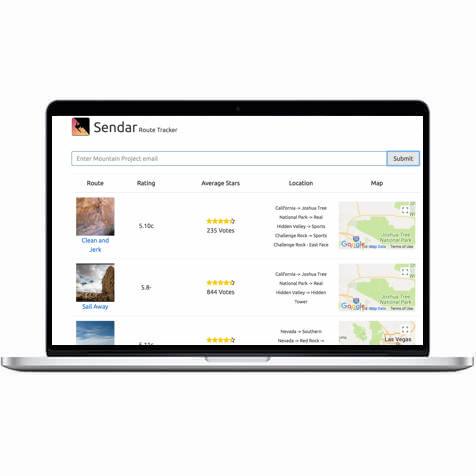 Sendar Route Tracker
Enter Mountain Project email
Submit
Route Rating Average Stars Location Map
Clean and
Jerk
5.10c
235 Votes
California -> Joshua Tree
National Park -> Real
Hidden Valley -> Sports
Challenge Rock -> Sports
Challenge Rock - East Face
Joshua Tree
National Park
Google Map Data Terms of Use
Sail Away
5.8-
844 Votes
California -> Joshua Tree
National Park -> Real
Hidden Valley -> Hidden
Tower
Joshua Tree
National Park
Google Map Data Terms of Use
5.11c
Nevada -> Southern
Nevada -> Red Rock ->
Las Vegas